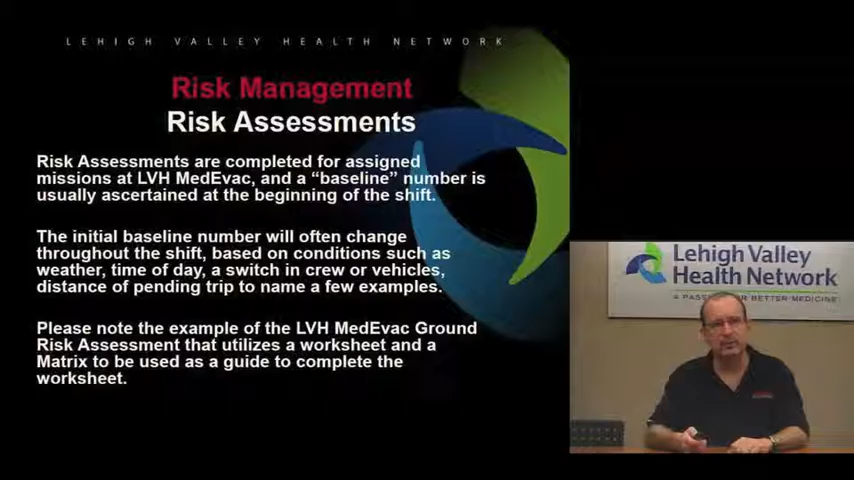 LEHIGH VALLEY HEALTH NETWORK
Risk Management
Risk Assessments
Risk Assessments are completed for assigned
missions at LVH MedEvac, and a “baseline” number is
usually ascertained at the beginning of the shift.
The initial baseline number will often change
throughout the shift, based on conditions such as
weather, time of day, a switch in crew or vehicles,
distance of pending trip to name a few examples.
Please note the example of the LVH MedEvac Ground
Risk Assessment that utilizes a worksheet and a
Matrix to be used as a guide to complete the
worksheet.
Lehigh Valley
Health Network
A BETTER MEDICINE